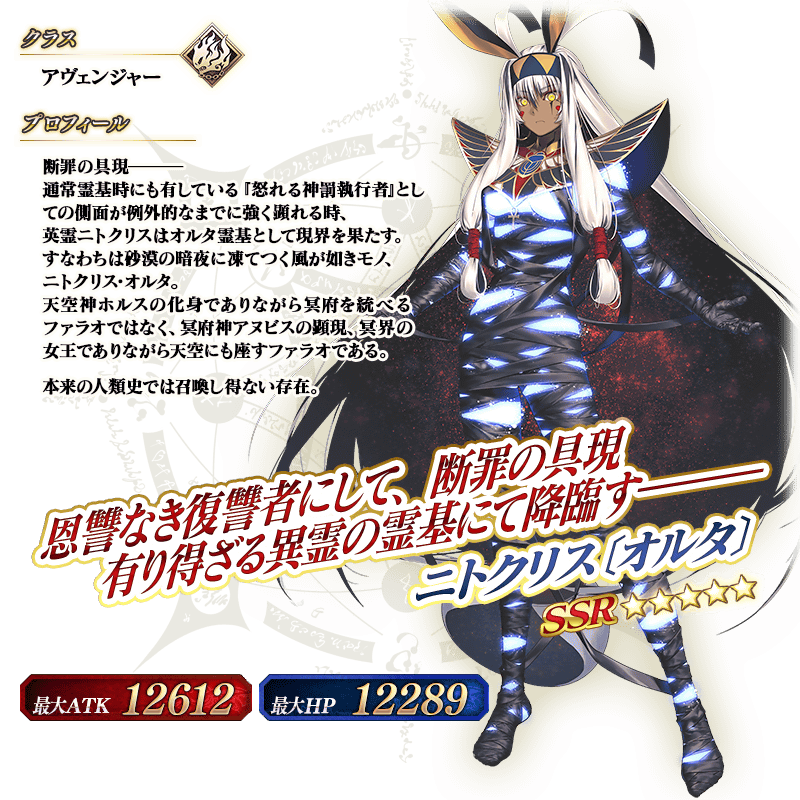 クラス
アヴェンジャー
プロフィール
断罪の具現――
通常霊基時にも有している『怒れる神罰執行者』とし
ての側面が例外的なまでに強く顕れる時、
英霊ニトクリスはオルタ霊基として現界を果たす。
すなわちは砂漠の暗夜に凍てつく風が如きモノ、
ニトクリス・オルタ。
天空神ホルスの化身でありながら冥府を統べる
ファラオではなく、冥府神アヌビスの顕現、冥界の
女王でありながら天空にも座すファラオである。
本来の人類史では召喚し得ない存在。
恩讐なき復讐者にして、断罪の具現
有り得ざる異霊の霊基にて降臨す――
ニトクリス〔オルタ〕
SSR ★★★★★
最大ATK 12612
最大HP 12289